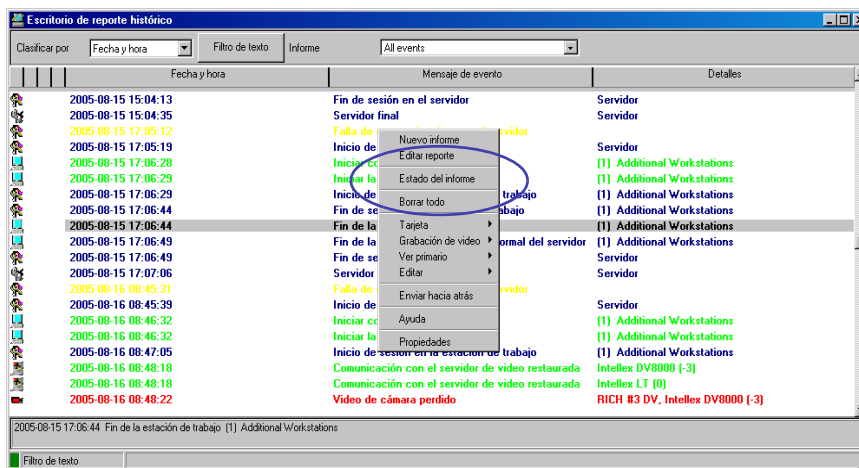 Escritorio de reporte histórico
Clasificar por Fecha y hora Filtro de texto Informe All events
Fecha y hora Mensaje de evento Detalles
2005-08-15 15:04:13 Fin de sesión en el servidor Servidor
2005-08-15 15:04:35 Servidor final Servidor
2005-08-15 17:05:12 Falla de
2005-08-15 17:05:19 Inicio de Servidor
2005-08-15 17:06:28 Iniciar (1) Additional Workstations
2005-08-15 17:06:29 Iniciar la (1) Additional Workstations
2005-08-15 17:06:29 Inicio de trabajo (1) Additional Workstations
2005-08-15 17:06:44 Fin de (1) Additional Workstations
2005-08-15 17:06:44 Fin de la (1) Additional Workstations
2005-08-15 17:06:49 Fin de la del servidor (1) Additional Workstations
2005-08-15 17:06:49 Fin de Servidor
2005-08-15 17:07:06 Servidor Servidor
2005-08-16 08:45:31 Falla de
2005-08-16 08:45:39 Inicio de Servidor
2005-08-16 08:46:32 Iniciar (1) Additional Workstations
2005-08-16 08:46:32 Iniciar la (1) Additional Workstations
2005-08-16 08:47:05 Inicio de sesión en la estación de trabajo (1) Additional Workstations
2005-08-16 08:48:18 Comunicación con el servidor de video restaurada Intellex DV8000 (-3)
2005-08-16 08:48:18 Comunicación con el servidor de video restaurada Intellex LT (0)
2005-08-16 08:48:22 Video de cámara perdido RICH #3 DV, Intellex DV8000 (-3)
Nuevo informe
Editar reporte
Estado del informe
Borrar todo
Tarjeta
Grabación de video
Ver primario
Editar
Enviar hacia atrás
Ayuda
Propiedades
2005-08-15 17:06:44 Fin de la estación de trabajo (1) Additional Workstations
Filtro de texto